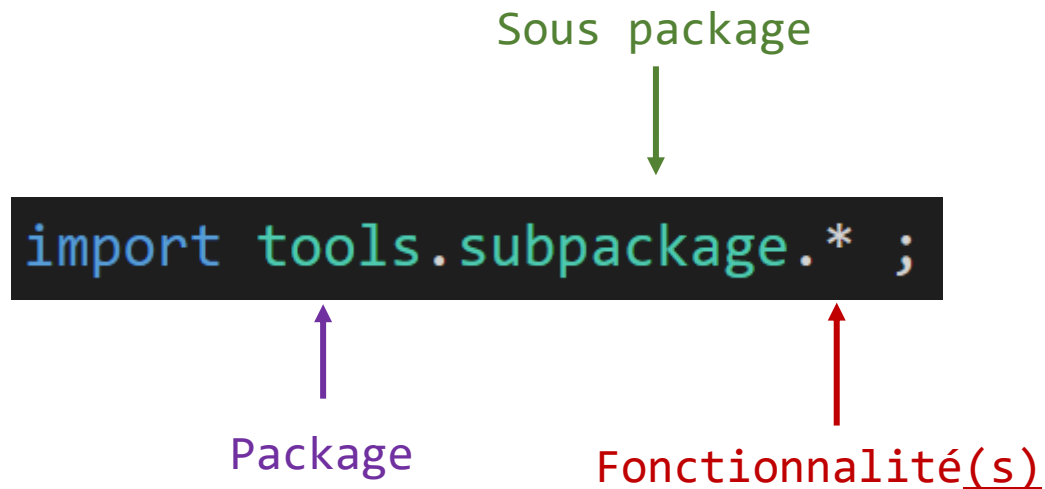 Sous package
import tools.subpackage.* ;
Package
Fonctionnalité(s)